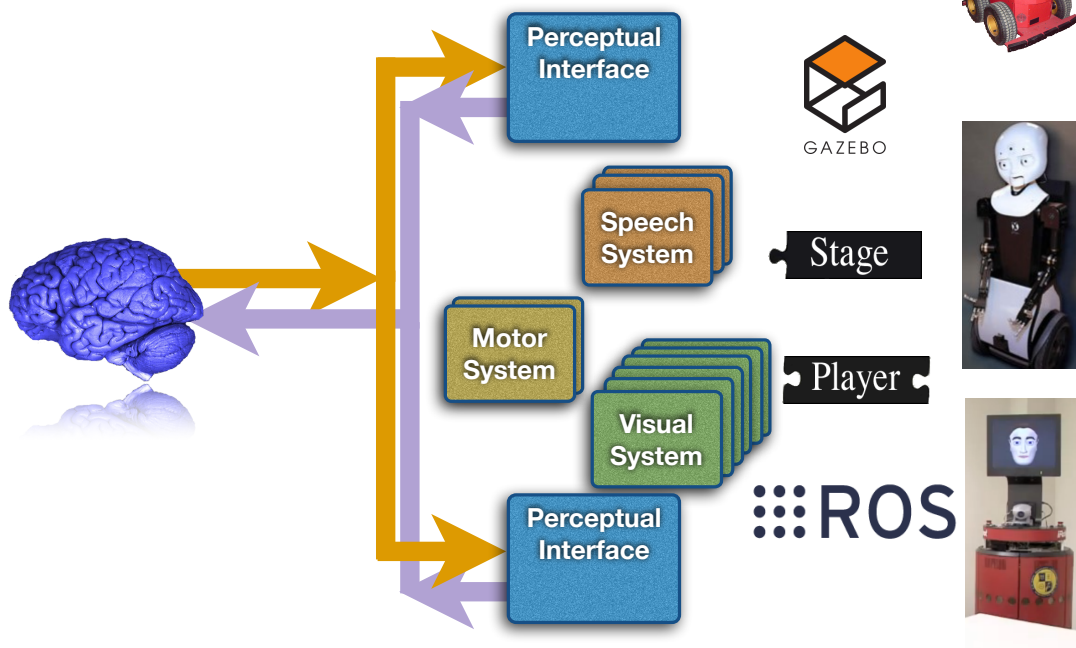 Perceptual
Interface
GAZEBO
Speech
System
Stage
Motor
System
Player
Visual
System
ROS
Perceptual
Interface